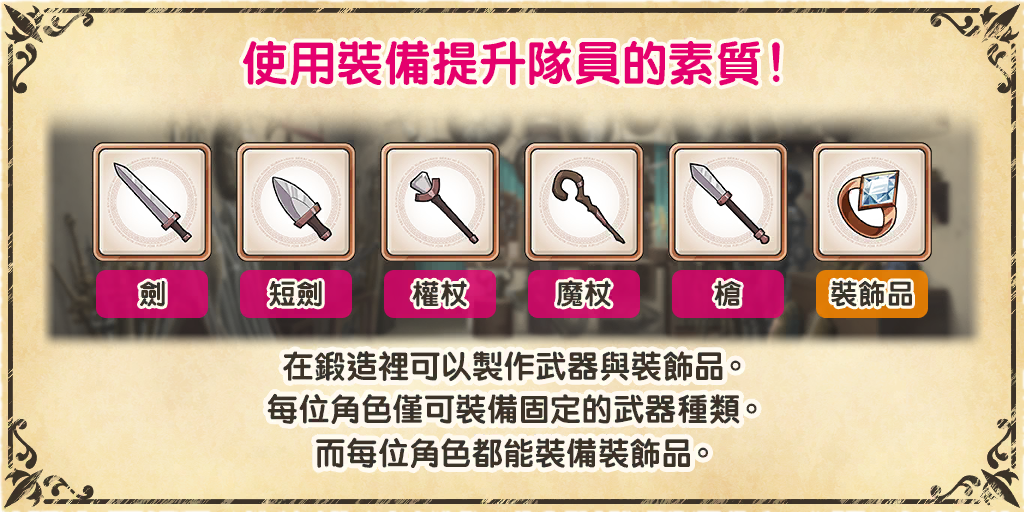 使用裝備提升隊員的素質！
劍
短劍
權杖
魔杖
槍
裝飾品
在鍛造裡可以製作武器與裝飾品。
每位角色僅可裝備固定的武器種類。
而每位角色都能裝備裝飾品。